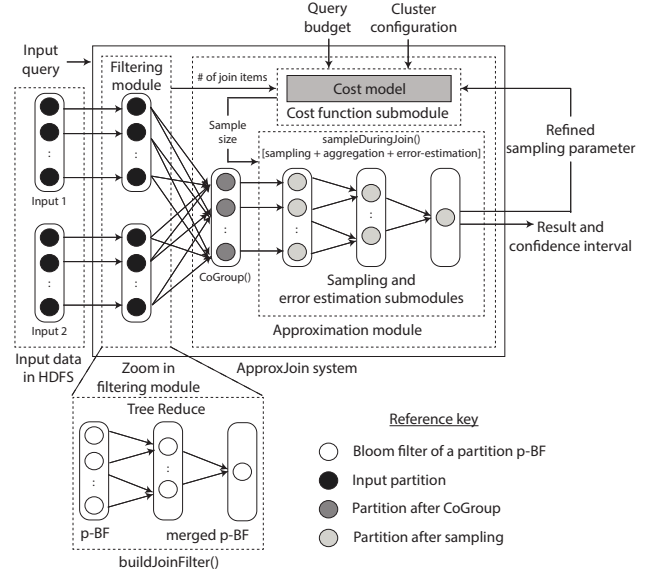 Query
budget
Cluster
configuration
Input
query
Filtering
module
# of join items
Cost model
Cost function submodule
Sample
size
sampleDuringJoin()
[sampling + aggregation + error-estimation]
Refined
sampling parameter
Input 1
CoGroup()
Result and
confidence interval
Sampling and
error estimation submodules
Input 2
Approximation module
Input data
in HDFS
Zoom in
filtering module
ApproxJoin system
Tree Reduce
p-BF
merged p-BF
buildJoinFilter()
Reference key
Bloom filter of a partition p-BF
Input partition
Partition after CoGroup
Partition after sampling